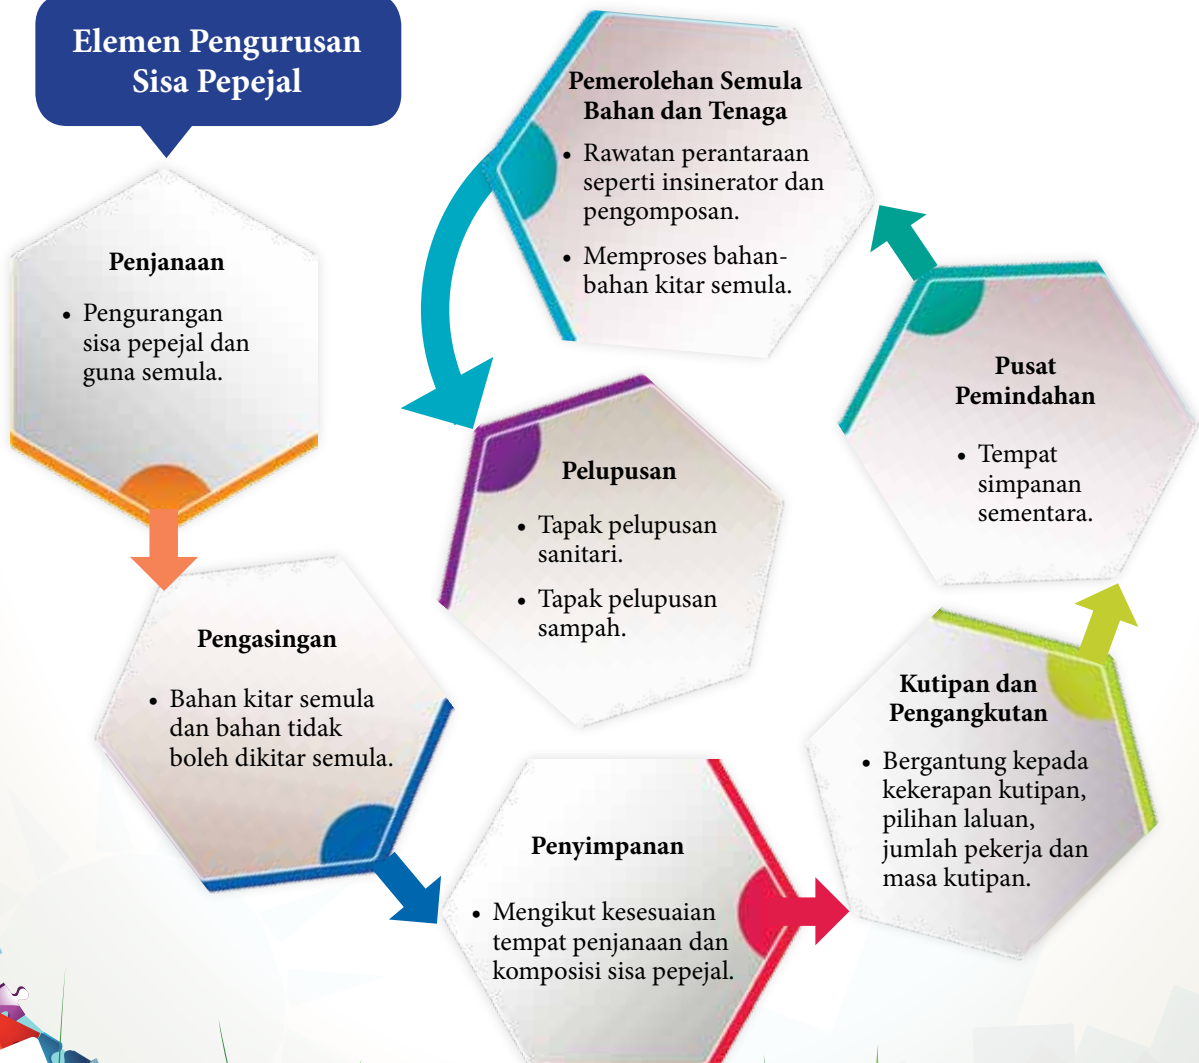 Elemen Pengurusan
Sisa Pepejal
Penjanaan
• Pengurangan
sisa pepejal dan
guna semula.
Pengasingan
• Bahan kitar semula
dan bahan tidak
boleh dikitar semula.
Penyimpanan
• Mengikut kesesuaian
tempat penjanaan dan
komposisi sisa pepejal.
Kutipan dan
Pengangkutan
• Bergantung kepada
kekerapan kutipan,
pilihan laluan,
jumlah pekerja dan
masa kutipan.
Pusat
Pemindahan
• Tempat
simpanan
sementara.
Pemerolehan Semula
Bahan dan Tenaga
• Rawatan perantaraan
seperti insinerator dan
pengomposan.
• Memproses bahan-
bahan kitar semula.
Pelupusan
• Tapak pelupusan
sanitari.
• Tapak pelupusan
sampah.